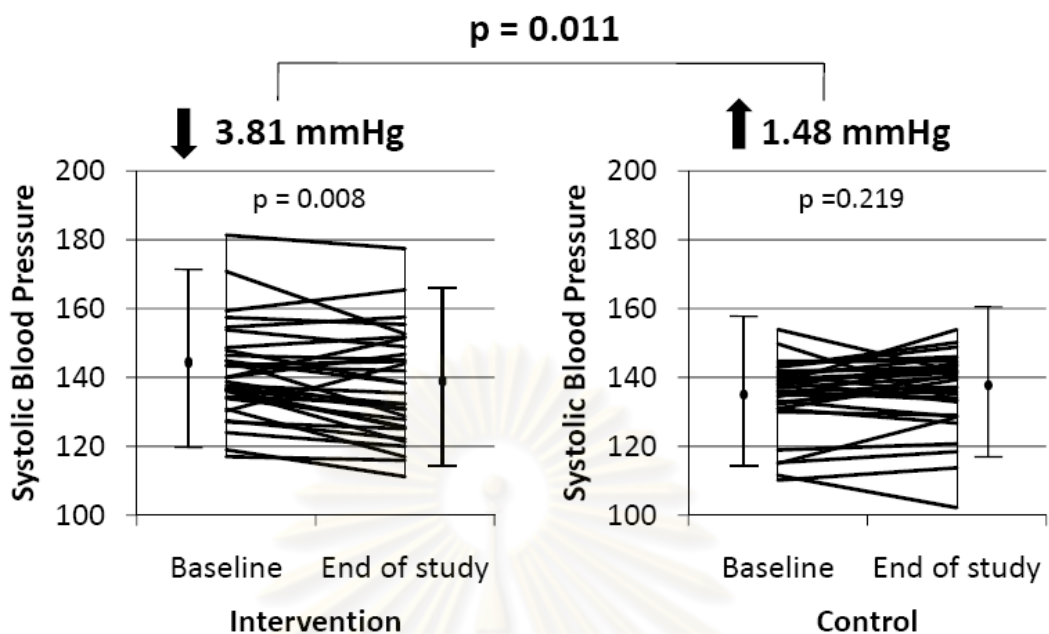 p = 0.011
3.81 mmHg
1.48 mmHg
Systolic Blood Pressure
200
180
160
140
120
100
p = 0.008
Baseline
End of study
Intervention
Systolic Blood Pressure
200
180
160
140
120
100
p =0.219
Baseline
End of study
Control